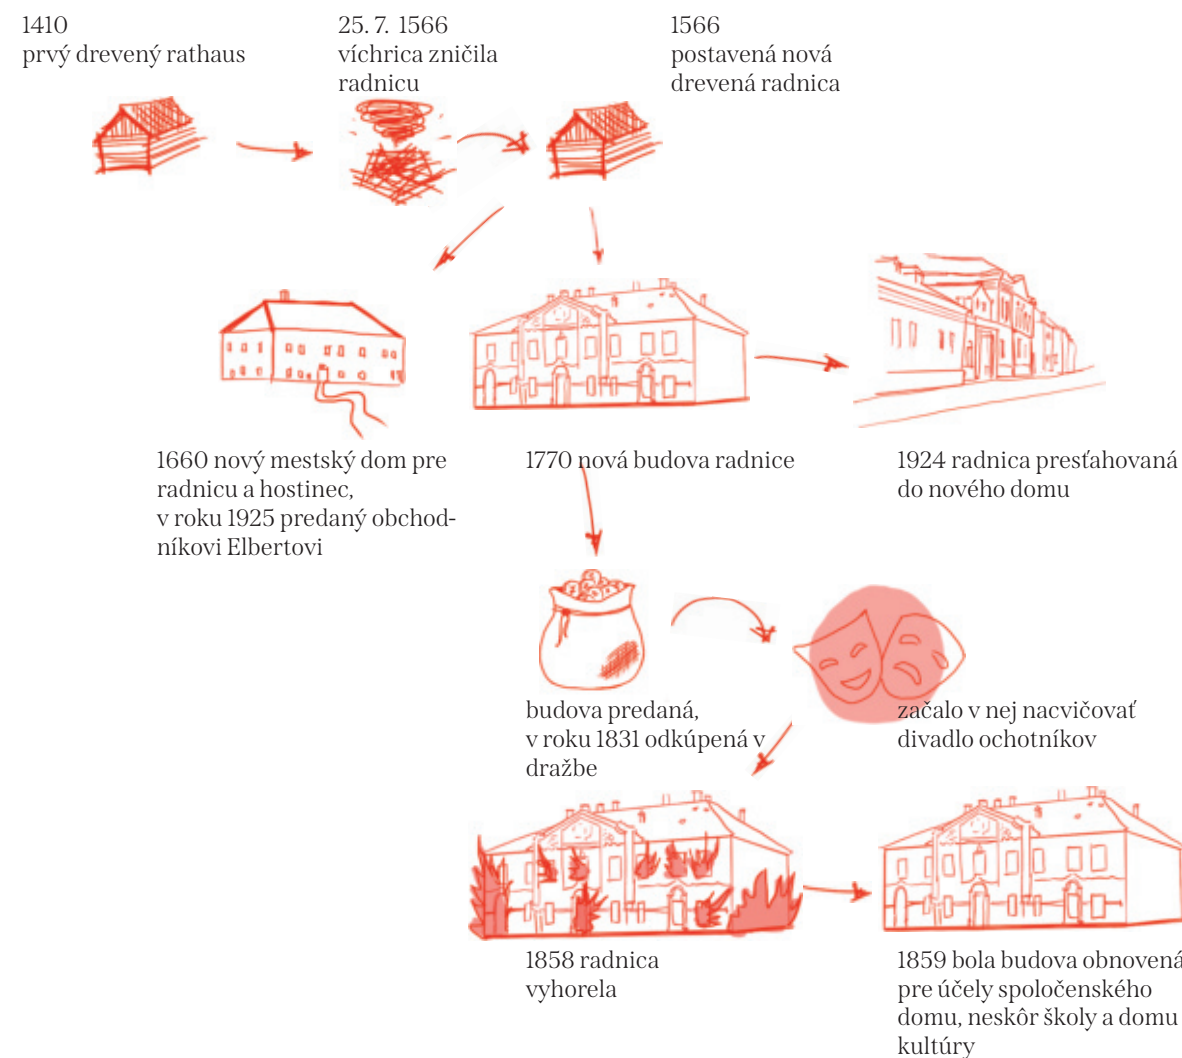 1410
prvý drevený rathaus
25. 7. 1566
víchrica zničila
radnicu
1566
postavená nová
drevená radnica
1660 nový mestský dom pre
radnicu a hostinec,
v roku 1925 predaný obchod-
níkovi Elbertovi
1770 nová budova radnice
1924 radnica presťahovaná
do nového domu
budova predaná,
v roku 1831 odkúpená v
dražbe
začalo v nej nacvičovať
divadlo ochotníkov
1858 radnica
vyhorela
1859 bola budova obnovená
pre účely spoločenského
domu, neskôr školy a domu
kultúry